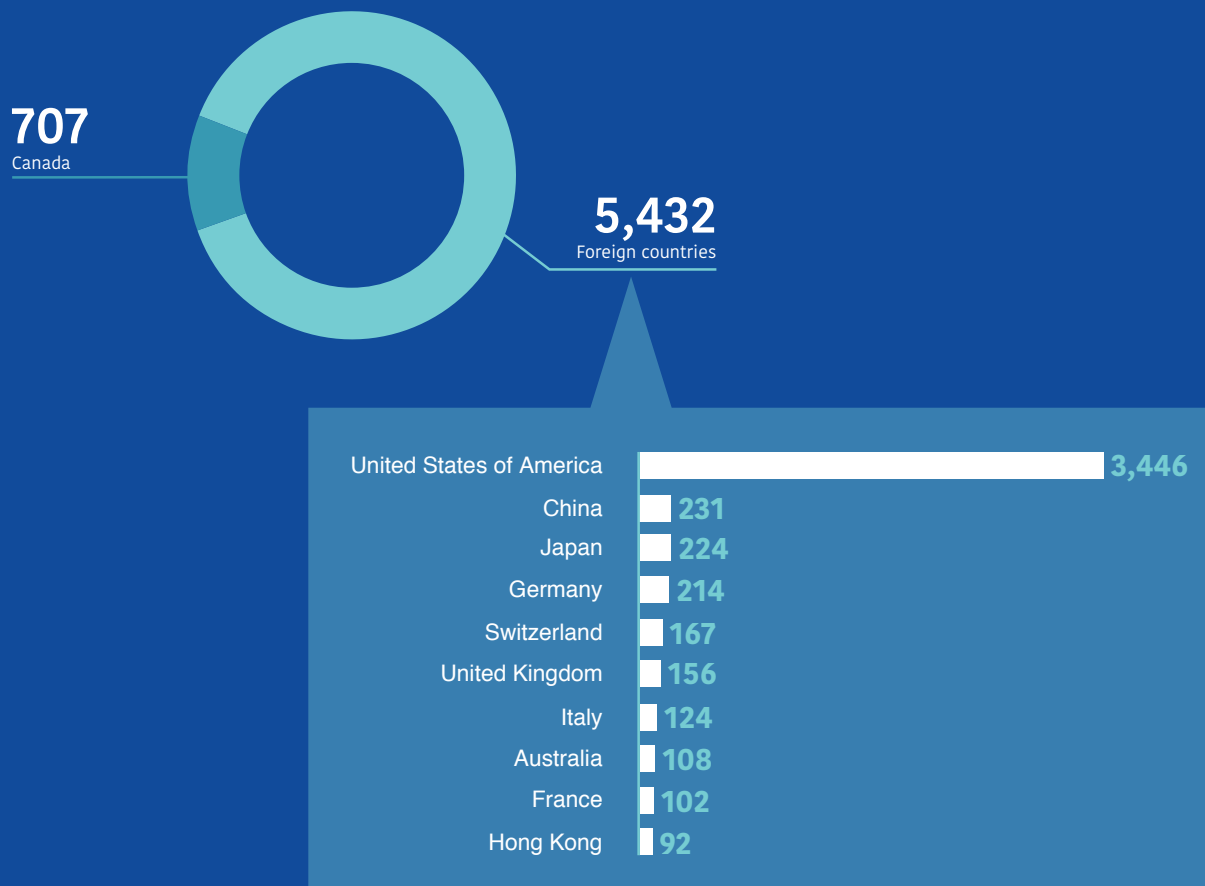 707
Canada
5,432
Foreign countries
United States of America 3,446
China 231
Japan 224
Germany 214
Switzerland 167
United Kingdom 156
Italy 124
Australia 108
France 102
Hong Kong 92